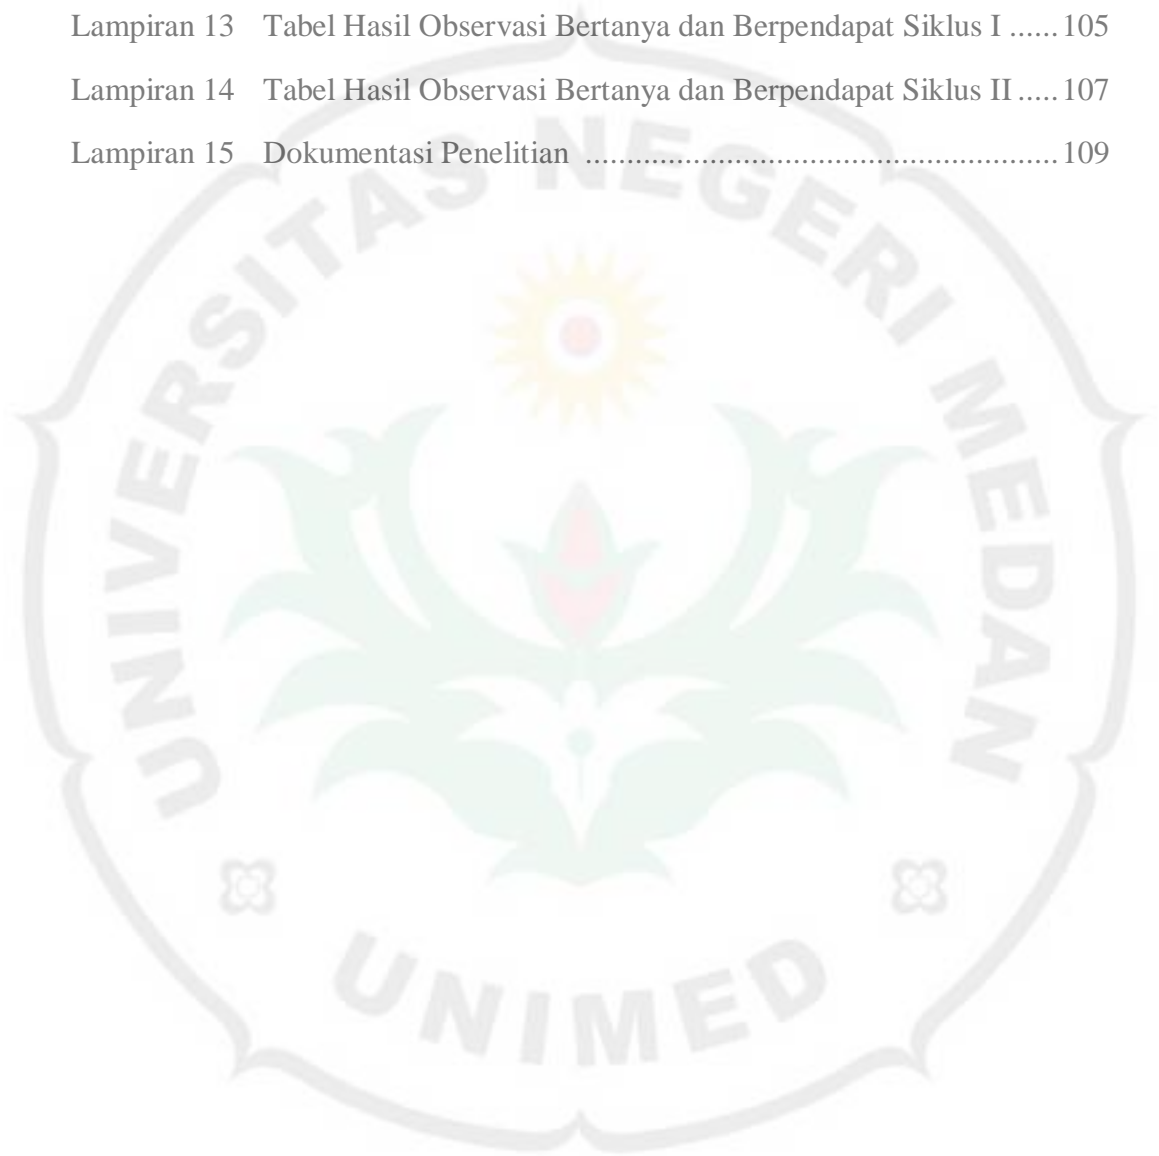 Lampiran 13 Tabel Hasil Observasi Bertanya dan Berpendapat Siklus I ......105
Lampiran 14 Tabel Hasil Observasi Bertanya dan Berpendapat Siklus II .....107
Lampiran 15 Dokumentasi Penelitian .........................................................109
UNIVERSITAS NEGERI MEDAN
UNIMED